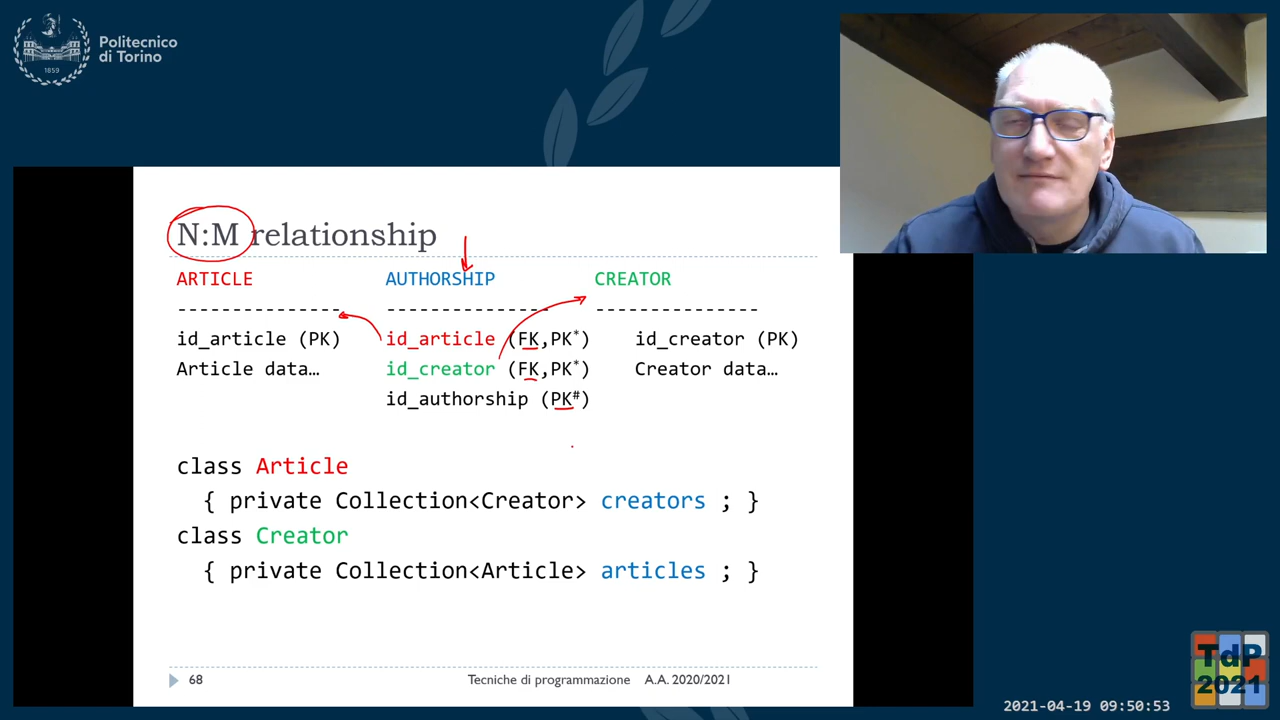 Politecnico
di Torino
1859
N:M relationship
ARTICLE AUTHORSHIP CREATOR
--------------- --------------- ---------------
id_article (PK) id_article (FK,PK*) id_creator (PK)
Article data… id_creator (FK,PK*) Creator data…
id_authorship (PK#)
class Article
{ private Collection<Creator> creators ; }
class Creator
{ private Collection<Article> articles ; }
68 Tecniche di programmazione A.A. 2020/2021
TdP
2021
2021-04-19 09:50:53